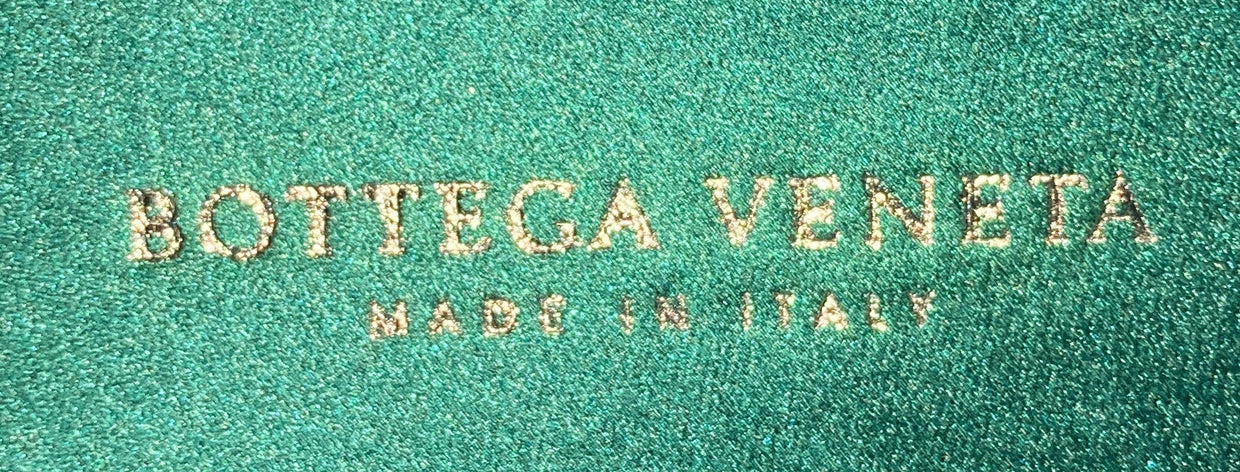 BOTTEGA VENETA
MADE IN ITALY